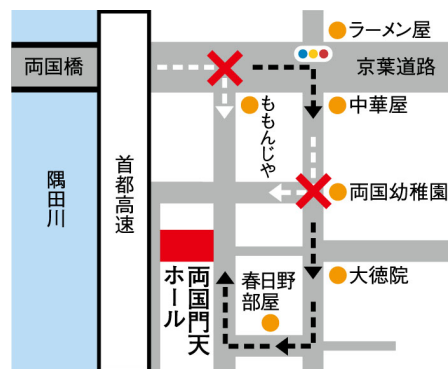 ラーメン屋
両国橋
京葉道路
中華屋
ももんじや
首都高速
隅田川
両国幼稚園
両国門天
ホール
春日野
部屋
大徳院